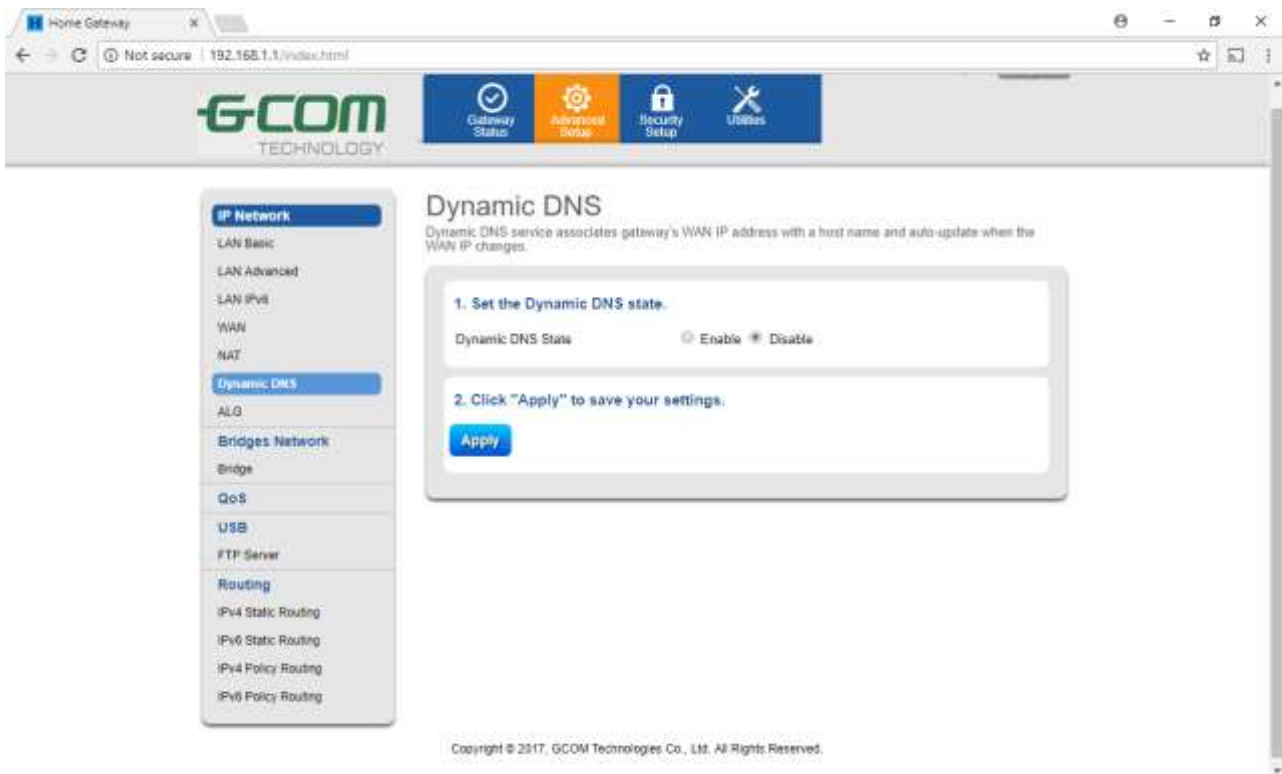 Home Gateway
Not secure | 192.168.1.1/index.html
GCOM
TECHNOLOGY
Gateway Status
Advanced Setup
Security Setup
Utilities
IP Network
LAN Basic
LAN Advanced
LAN IPv6
WAN
NAT
Dynamic DNS
ALG
Bridges Network
Bridge
QoS
USB
FTP Server
Routing
IPv4 Static Routing
IPv6 Static Routing
IPv4 Policy Routing
IPv6 Policy Routing
Dynamic DNS
Dynamic DNS service associates gateway's WAN IP address with a host name and auto-update when the
WAN IP changes.
1. Set the Dynamic DNS state.
Dynamic DNS State Enable Disable
2. Click "Apply" to save your settings.
Apply
Copyright © 2017, GCOM Technologies Co., Ltd. All Rights Reserved.